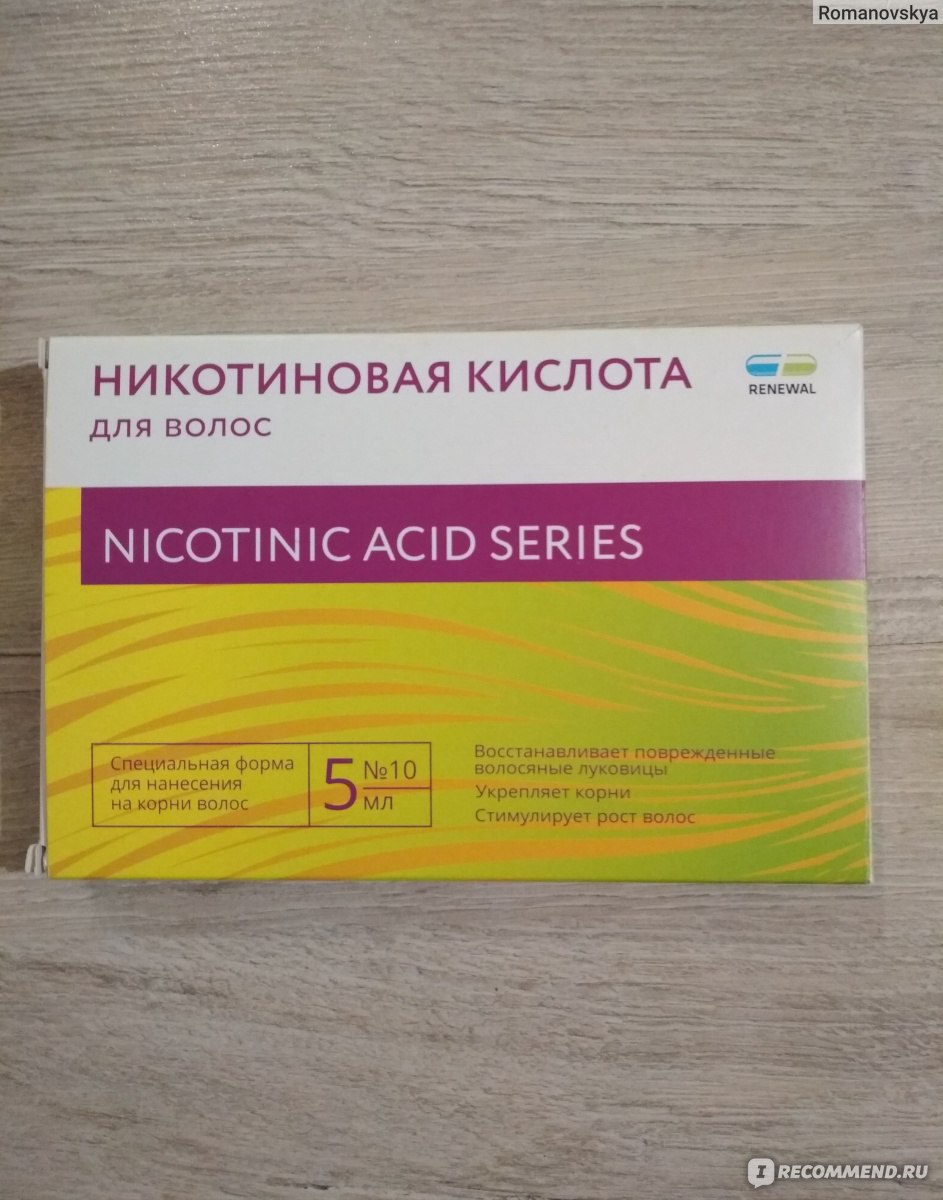 Romanovskya
НИКОТИНОВАЯ КИСЛОТА
для волос
RENEWAL
NICOTINIC ACID SERIES
Специальная форма
для нанесения
на корни волос
5 №10
мл
Восстанавливает поврежденные
волосяные луковицы
Укрепляет корни
Стимулирует рост волос
IRECOMMEND.RU